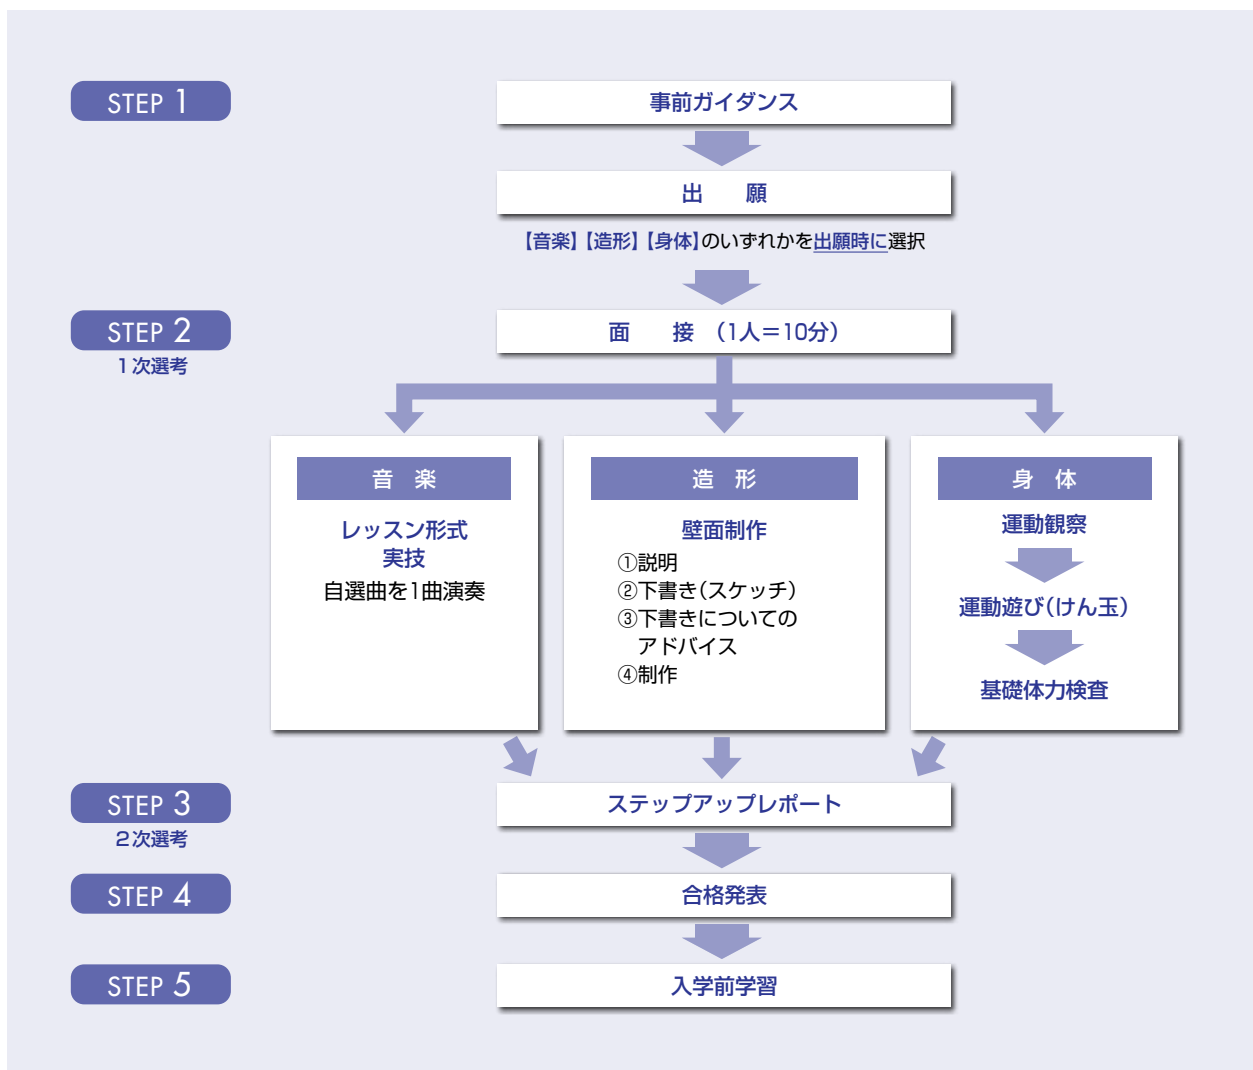 STEP 1
事前ガイダンス
出　願
【音楽】【造形】【身体】のいずれかを出願時に選択
STEP 2
1次選考
面　接　（1人＝10分）
音　楽
レッスン形式
実技
自選曲を1曲演奏
造　形
壁面制作
①説明
②下書き（スケッチ）
③下書きについての
アドバイス
④制作
身　体
運動観察
運動遊び（けん玉）
基礎体力検査
STEP 3
2次選考
ステップアップレポート
STEP 4
合格発表
STEP 5
入学前学習